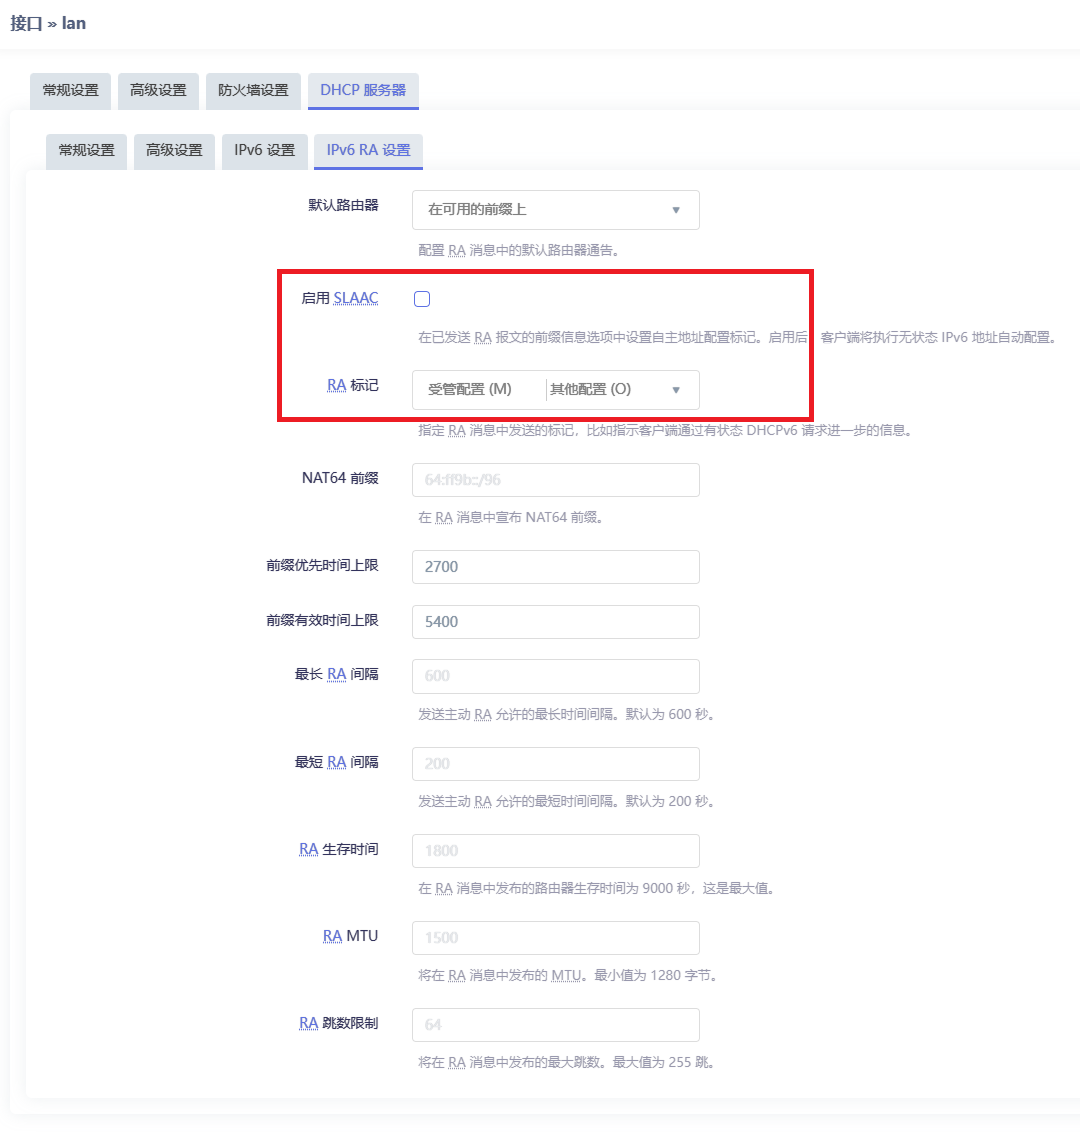 接口 » lan
常规设置 高级设置 防火墙设置 DHCP 服务器
常规设置 高级设置 IPv6 设置 IPv6 RA 设置
默认路由器 在可用的前缀上
配置 RA 消息中的默认路由器通告。
启用 SLAAC
在已发送 RA 报文的前缀信息选项中设置自主地址配置标记。启用后，客户端将执行无状态 IPv6 地址自动配置。
RA 标记 受管配置 (M) 其他配置 (O)
指定 RA 消息中发送的标记，比如指示客户端通过有状态 DHCPv6 请求进一步的信息。
NAT64 前缀 64:ff9b::/96
在 RA 消息中宣布 NAT64 前缀。
前缀优先时间上限 2700
前缀有效时间上限 5400
最长 RA 间隔 600
发送主动 RA 允许的最长时间间隔。默认为 600 秒。
最短 RA 间隔 200
发送主动 RA 允许的最短时间间隔。默认为 200 秒。
RA 生存时间 1800
在 RA 消息中发布的路由器生存时间为 9000 秒，这是最大值。
RA MTU 1500
将在 RA 消息中发布的 MTU。最小值为 1280 字节。
RA 跳数限制 64
将在 RA 消息中发布的最大跳数。最大值为 255 跳。